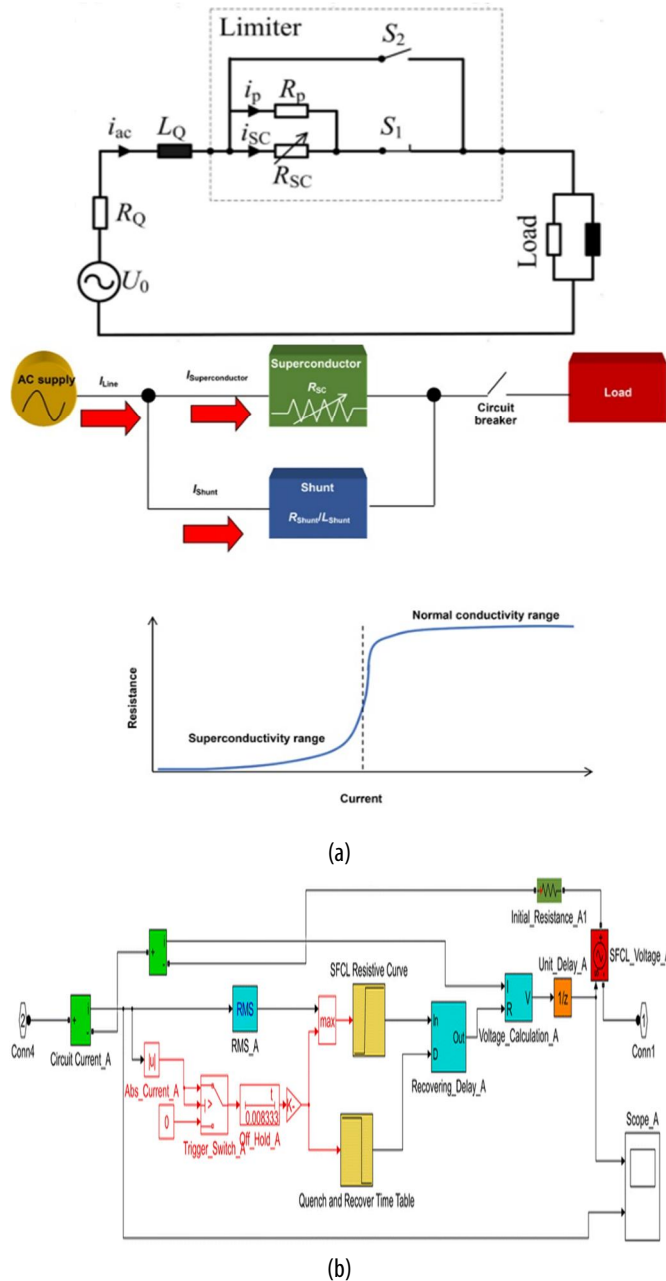 Limiter
S2
ip Rp
iac LQ iSC S1
RSC
RQ
Load
U0
AC supply
ILine
ISuperconductor
Superconductor
RSC
Circuit
breaker
Load
IShunt
Shunt
RShunt/LShunt
Resistance
Normal conductivity range
Superconductivity range
Current
(a)
Initial_Resistance_A1
SFCL_Voltage_A
SFCL Resistive Curve
Unit_Delay_A
1/z
I
R
V
Voltage_Calculation_A
2
Conn4
Circuit Current_A
RMS
RMS_A
max
In
D
Out
Recovering_Delay_A
1
Conn1
|u|
Abs_Current_A
0
>
Trigger_Switch_A
t
0.008333
Off_Hold_A
K-
Quench and Recover Time Table
Scope_A
(b)